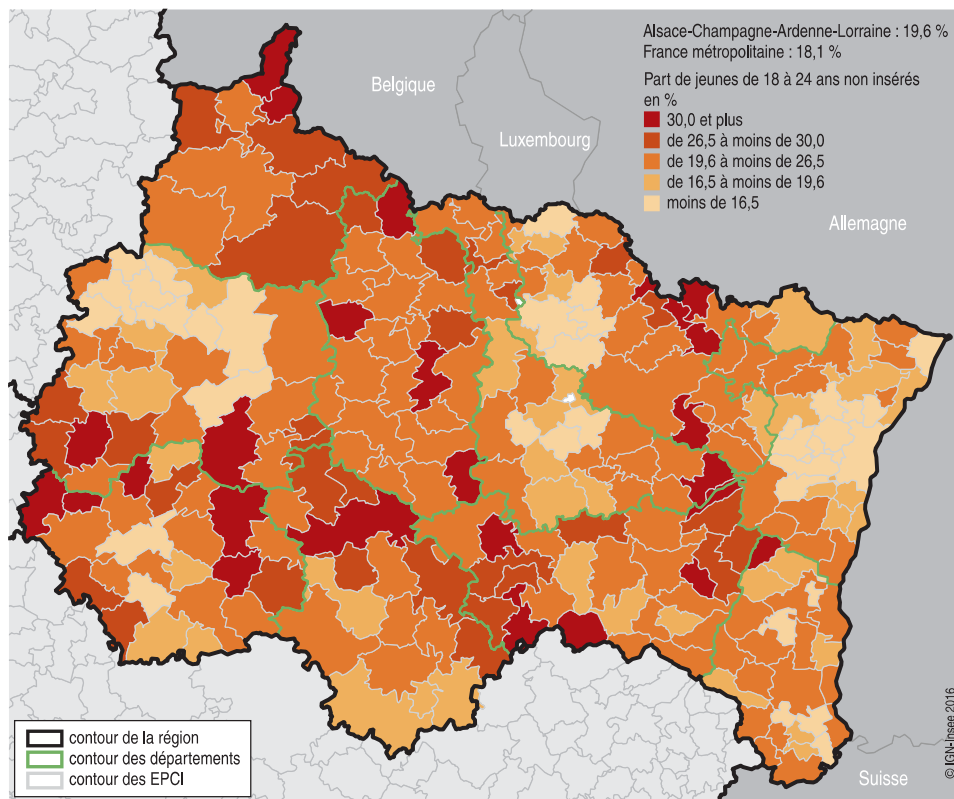 Alsace-Champagne-Ardenne-Lorraine : 19,6 %
France métropolitaine : 18,1 %
Part de jeunes de 18 à 24 ans non insérés
en %
30,0 et plus
de 26,5 à moins de 30,0
de 19,6 à moins de 26,5
de 16,5 à moins de 19,6
moins de 16,5
Belgique
Luxembourg
Allemagne
contour de la région
contour des départements
contour des EPCI
Suisse
© IGN-Insee 2016